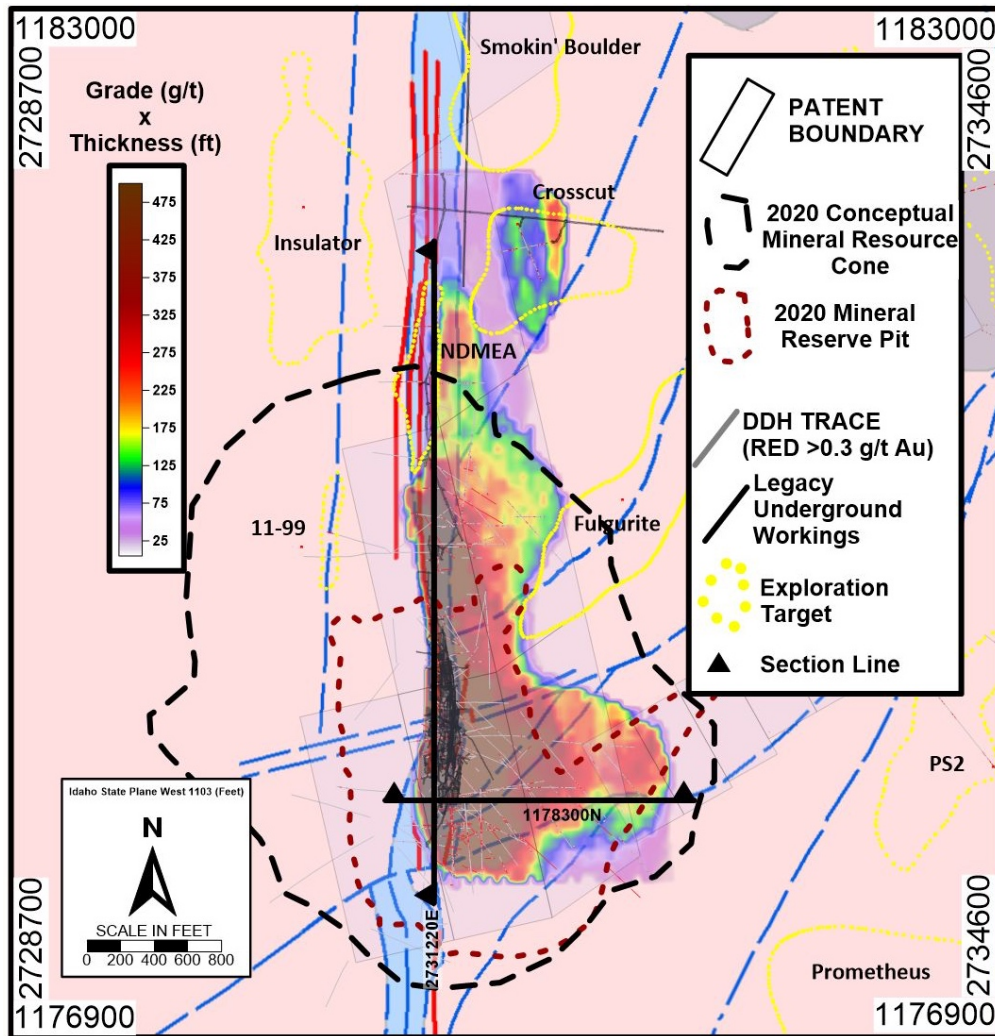 1183000
1183000
2728700
2734600
Smokin' Boulder
Grade (g/t)
x
Thickness (ft)
475
425
375
325
275
225
175
125
75
25
PATENT
BOUNDARY
2020 Conceptual
Mineral Resource
Cone
2020 Mineral
Reserve Pit
DDH TRACE
(RED >0.3 g/t Au)
Legacy
Underground
Workings
Exploration
Target
Section Line
Crosscut
Insulator
NDMEA
11-99
Fulgurite
PS2
1178300N
2731220E
Prometheus
Idaho State Plane West 1103 (Feet)
N
SCALE IN FEET
0 200 400 600 800
2728700
2734600
1176900
1176900